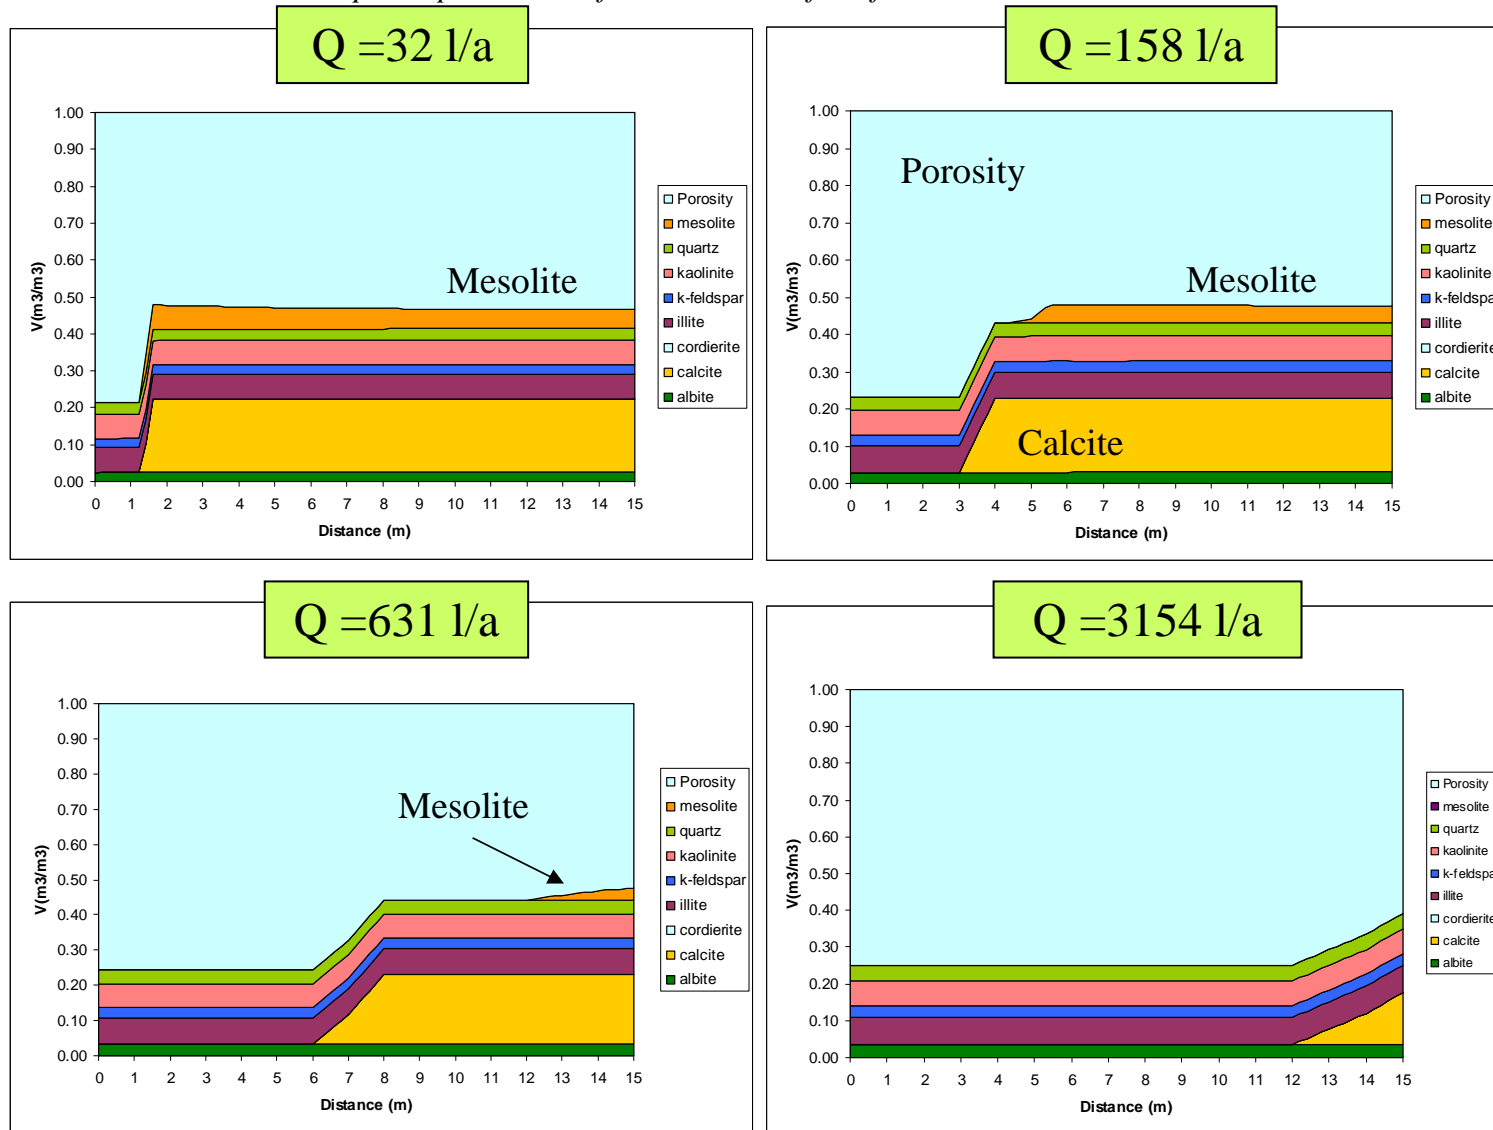 Q =32 l/a
1.00
0.90
0.80
0.70
0.60
0.50
0.40
0.30
0.20
0.10
0.00
V(m3/m3)
Mesolite
0 1 2 3 4 5 6 7 8 9 10 11 12 13 14 15
Distance (m)
Porosity
mesolite
quartz
kaolinite
k-feldspar
illite
cordierite
calcite
albite
Q =158 l/a
1.00
0.90
0.80
0.70
0.60
0.50
0.40
0.30
0.20
0.10
0.00
V(m3/m3)
Porosity
Mesolite
Calcite
0 1 2 3 4 5 6 7 8 9 10 11 12 13 14 15
Distance (m)
Porosity
mesolite
quartz
kaolinite
k-feldspa
illite
cordierite
calcite
albite
Q =631 l/a
1.00
0.90
0.80
0.70
0.60
0.50
0.40
0.30
0.20
0.10
0.00
V(m3/m3)
Mesolite
0 1 2 3 4 5 6 7 8 9 10 11 12 13 14 15
Distance (m)
Porosity
mesolite
quartz
kaolinite
k-feldspar
illite
cordierite
calcite
albite
Q =3154 l/a
1.00
0.90
0.80
0.70
0.60
0.50
0.40
0.30
0.20
0.10
0.00
V(m3/m3)
0 1 2 3 4 5 6 7 8 9 10 11 12 13 14 15
Distance (m)
Porosity
mesolite
quartz
kaolinite
k-feldspa
illite
cordierite
calcite
albite